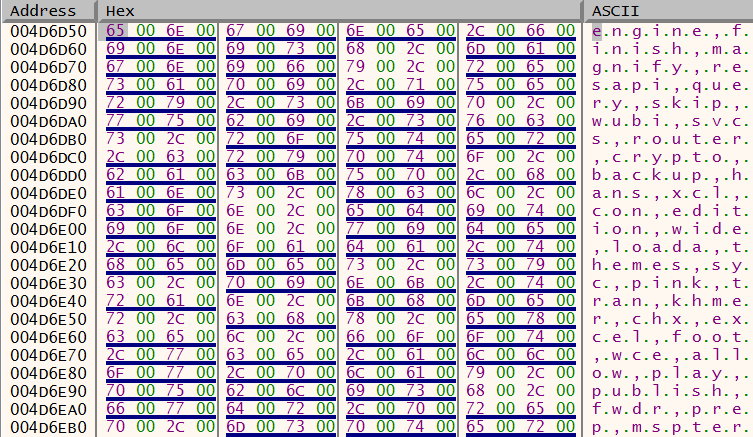 Address Hex ASCII
004D6D50 65 00 6E 00 67 00 69 00 6E 00 65 00 2C 00 66 00 e.n.g.i.n.e.,.f.
004D6D60 69 00 6E 00 69 00 73 00 68 00 2C 00 6D 00 61 00 i.n.i.s.h.,.m.a.
004D6D70 67 00 6E 00 69 00 66 00 79 00 2C 00 72 00 65 00 g.n.i.f.y.,.r.e.
004D6D80 73 00 61 00 70 00 69 00 2C 00 71 00 75 00 65 00 s.a.p.i.,.q.u.e.
004D6D90 72 00 79 00 2C 00 73 00 6B 00 69 00 70 00 2C 00 r.y.,.s.k.i.p.,.
004D6DA0 77 00 75 00 62 00 69 00 2C 00 73 00 76 00 63 00 w.u.b.i.,.s.v.c.
004D6DB0 73 00 2C 00 72 00 6F 00 75 00 74 00 65 00 72 00 s.,.r.o.u.t.e.r.
004D6DC0 2C 00 63 00 72 00 79 00 70 00 74 00 6F 00 2C 00 ,.c.r.y.p.t.o.,.
004D6DD0 62 00 61 00 63 00 6B 00 75 00 70 00 2C 00 68 00 b.a.c.k.u.p.,.h.
004D6DE0 61 00 6E 00 73 00 2C 00 78 00 63 00 6C 00 2C 00 a.n.s.,.x.c.l.,.
004D6DF0 63 00 6F 00 6E 00 2C 00 65 00 64 00 69 00 74 00 c.o.n.,.e.d.i.t.
004D6E00 69 00 6F 00 6E 00 2C 00 77 00 69 00 64 00 65 00 i.o.n.,.w.i.d.e.
004D6E10 2C 00 6C 00 6F 00 61 00 64 00 61 00 2C 00 74 00 ,.l.o.a.d.a.,.t.
004D6E20 68 00 65 00 6D 00 65 00 73 00 2C 00 73 00 79 00 h.e.m.e.s.,.s.y.
004D6E30 63 00 2C 00 70 00 69 00 6E 00 6B 00 2C 00 74 00 c.,.p.i.n.k.,.t.
004D6E40 72 00 61 00 6E 00 2C 00 6B 00 68 00 6D 00 65 00 r.a.n.,.k.h.m.e.
004D6E50 72 00 2C 00 63 00 68 00 78 00 2C 00 65 00 78 00 r.,.c.h.x.,.e.x.
004D6E60 63 00 65 00 6C 00 2C 00 66 00 6F 00 6F 00 74 00 c.e.l.,.f.o.o.t.
004D6E70 2C 00 77 00 63 00 65 00 2C 00 61 00 6C 00 6C 00 ,.w.c.e.,.a.l.l.
004D6E80 6F 00 77 00 2C 00 70 00 6C 00 61 00 79 00 2C 00 o.w.,.p.l.a.y.,.
004D6E90 70 00 75 00 62 00 6C 00 69 00 73 00 68 00 2C 00 p.u.b.l.i.s.h.,.
004D6EA0 66 00 77 00 64 00 72 00 2C 00 70 00 72 00 65 00 f.w.d.r.,.p.r.e.
004D6EB0 70 00 2C 00 6D 00 73 00 70 00 74 00 65 00 72 00 p.,.m.s.p.t.e.r.